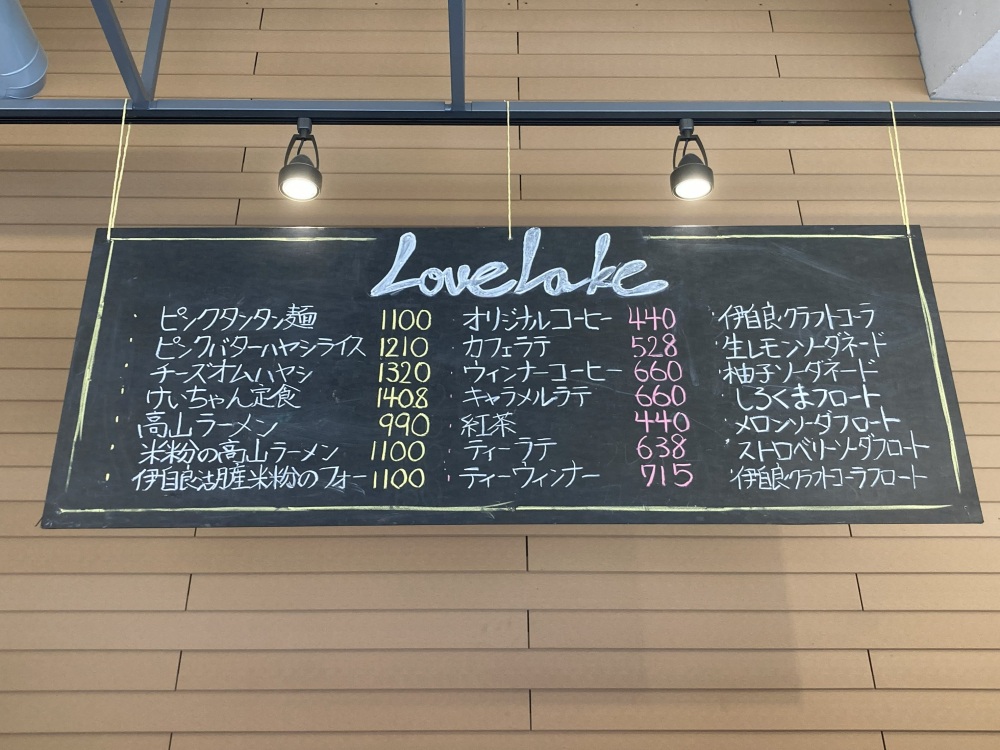 Love Lake
ピンクタンタン麺 1100
ピンクバターハヤシライス 1210
チーズオムハヤシ 1320
けいちゃん定食 1408
高山ラーメン 990
米粉の高山ラーメン 1100
伊自良湖産米粉のフォー 1100
オリジナルコーヒー 440
カフェラテ 528
ウィンナーコーヒー 660
キャラメルラテ 660
紅茶 440
ティーラテ 638
ティーウィンナー 715
伊自良クラフトコーラ
生レモンソーダネード
柚子ソーダネード
しろくまフロート
メロンソーダフロート
ストロベリーソーダフロート
伊自良クラフトコーラフロート